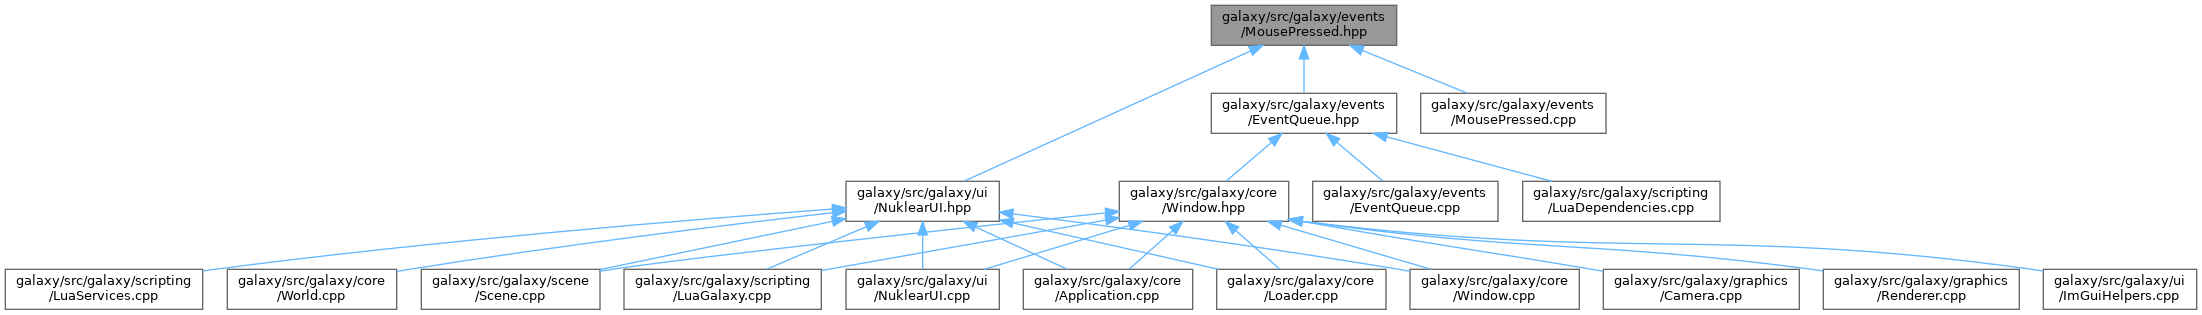 galaxy/src/galaxy/events
/MousePressed.hpp
galaxy/src/galaxy/events
/EventQueue.hpp
galaxy/src/galaxy/events
/MousePressed.cpp
galaxy/src/galaxy/ui
/NuklearUI.hpp
galaxy/src/galaxy/core
/Window.hpp
galaxy/src/galaxy/events
/EventQueue.cpp
galaxy/src/galaxy/scripting
/LuaDependencies.cpp
galaxy/src/galaxy/scripting
/LuaServices.cpp
galaxy/src/galaxy/core
/World.cpp
galaxy/src/galaxy/scene
/Scene.cpp
galaxy/src/galaxy/scripting
/LuaGalaxy.cpp
galaxy/src/galaxy/ui
/NuklearUI.cpp
galaxy/src/galaxy/core
/Application.cpp
galaxy/src/galaxy/core
/Loader.cpp
galaxy/src/galaxy/core
/Window.cpp
galaxy/src/galaxy/graphics
/Camera.cpp
galaxy/src/galaxy/graphics
/Renderer.cpp
galaxy/src/galaxy/ui
/ImGuiHelpers.cpp